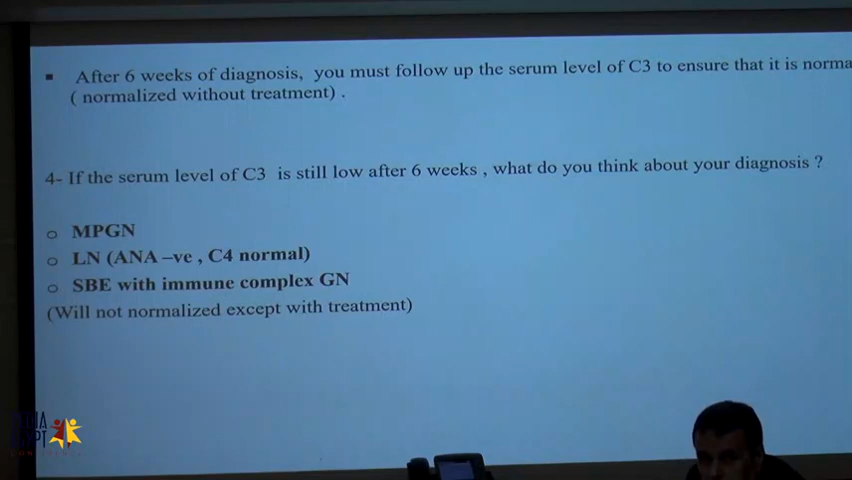 After 6 weeks of diagnosis, you must follow up the serum level of C3 to ensure that it is norma
( normalized without treatment) .
4- If the serum level of C3 is still low after 6 weeks , what do you think about your diagnosis ?
MPGN
LN (ANA –ve , C4 normal)
SBE with immune complex GN
(Will not normalized except with treatment)